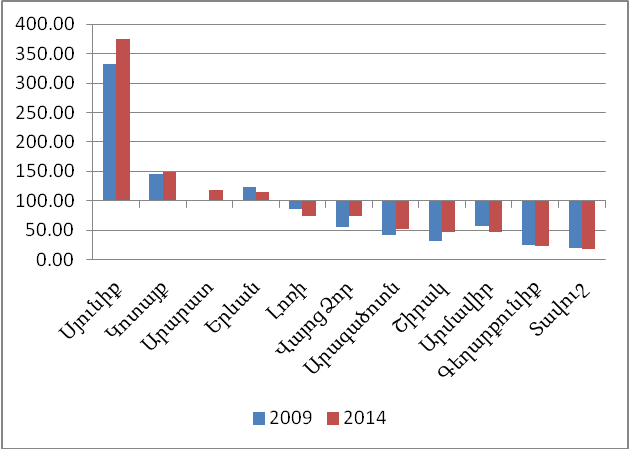 400.00
350.00
300.00
250.00
200.00
150.00
100.00
50.00
0.00
Սյունիք
Կոտայք
Արարատ
Երևան
Լոռի
Վայոց Ձոր
Արագածոտն
Շիրակ
Արմավիր
Գեղարքունիք
Տավուշ
2009
2014